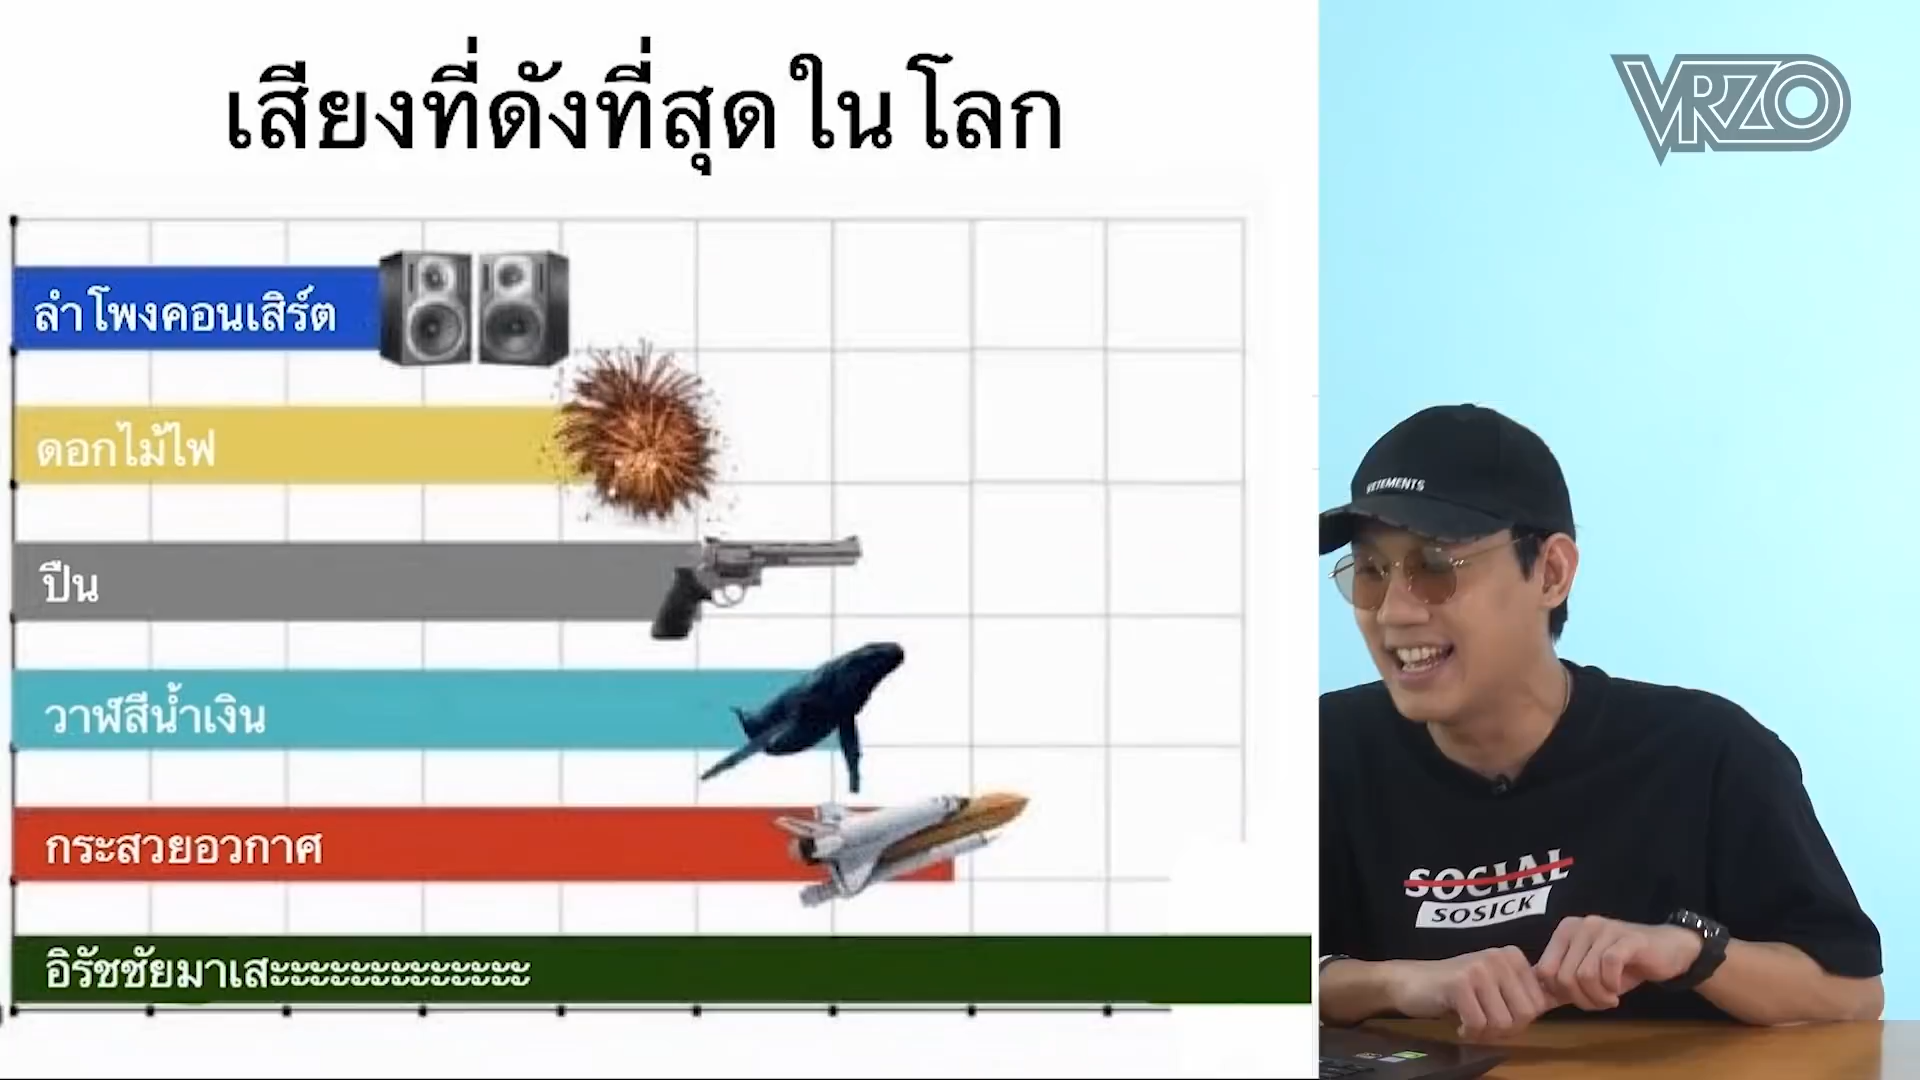 เสียงที่ดังที่สุดในโลก
VRZO
ลำโพงคอนเสิร์ต
ดอกไม้ไฟ
ปืน
วาฬสีน้ำเงิน
กระสวยอวกาศ
อิรัชชัยมาเสะะะะะะะะะะะะะ
VETEMENTS
SOCIAL
SOSICK